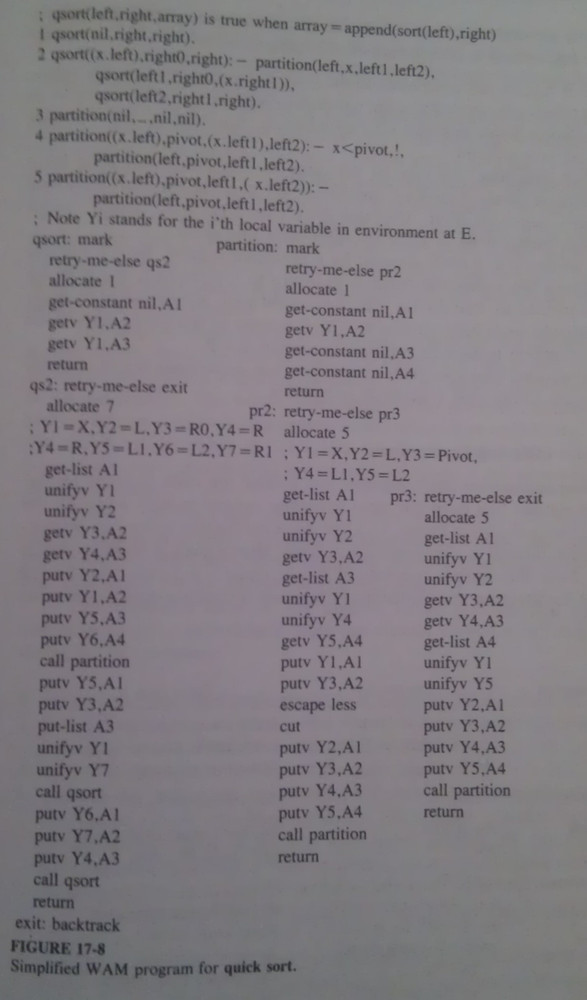 ; qsort(left,right,array) is true when array = append(sort(left),right)
1 qsort(nil,right,right).
2 qsort((x.left),right0,right): – partition(left,x,left1,left2),
qsort(left1,right0,(x.right1)),
qsort(left2,right1,right).
3 partition(nil,_,nil,nil).
4 partition((x.left),pivot,(x.left1),left2): – x<pivot,!,
partition(left,pivot,left1,left2).
5 partition((x.left),pivot,left1,( x.left2)): –
partition(left,pivot,left1,left2).
; Note Yi stands for the i'th local variable in environment at E.
qsort: mark
retry-me-else qs2
allocate 1
get-constant nil,A1
getv Y1,A2
getv Y1,A3
return
qs2: retry-me-else exit
allocate 7
; Y1=X,Y2=L,Y3=R0,Y4=R
;Y4=R,Y5=L1,Y6=L2,Y7=R1
get-list A1
unifyv Y1
unifyv Y2
getv Y3,A2
getv Y4,A3
putv Y2,A1
putv Y1,A2
putv Y5,A3
putv Y6,A4
call partition
putv Y5,A1
putv Y3,A2
put-list A3
unifyv Y1
unifyv Y7
call qsort
putv Y6,A1
putv Y7,A2
putv Y4,A3
call qsort
return
exit: backtrack
partition: mark
retry-me-else pr2
allocate 1
get-constant nil,A1
getv Y1,A2
get-constant nil,A3
get-constant nil,A4
return
pr2: retry-me-else pr3
allocate 5
; Y1=X,Y2=L,Y3=Pivot,
; Y4=L1,Y5=L2
get-list A1
unifyv Y1
unifyv Y2
getv Y3,A2
get-list A3
unifyv Y1
unifyv Y4
getv Y5,A4
putv Y1,A1
putv Y3,A2
escape less
cut
putv Y2,A1
putv Y3,A2
putv Y4,A3
putv Y5,A4
call partition
return
pr3: retry-me-else exit
allocate 5
get-list A1
unifyv Y1
unifyv Y2
getv Y3,A2
getv Y4,A3
get-list A4
unifyv Y1
unifyv Y5
putv Y2,A1
putv Y3,A2
putv Y4,A3
putv Y5,A4
call partition
return
FIGURE 17-8
Simplified WAM program for quick sort.